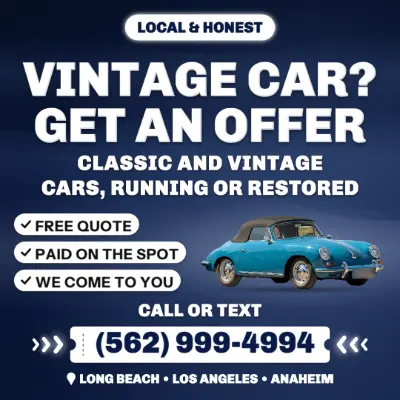 LOCAL & HONEST
VINTAGE CAR?
GET AN OFFER
CLASSIC AND VINTAGE
CARS, RUNNING OR RESTORED
FREE QUOTE
PAID ON THE SPOT
WE COME TO YOU
CALL OR TEXT
(562) 999-4994
LONG BEACH • LOS ANGELES • ANAHEIM